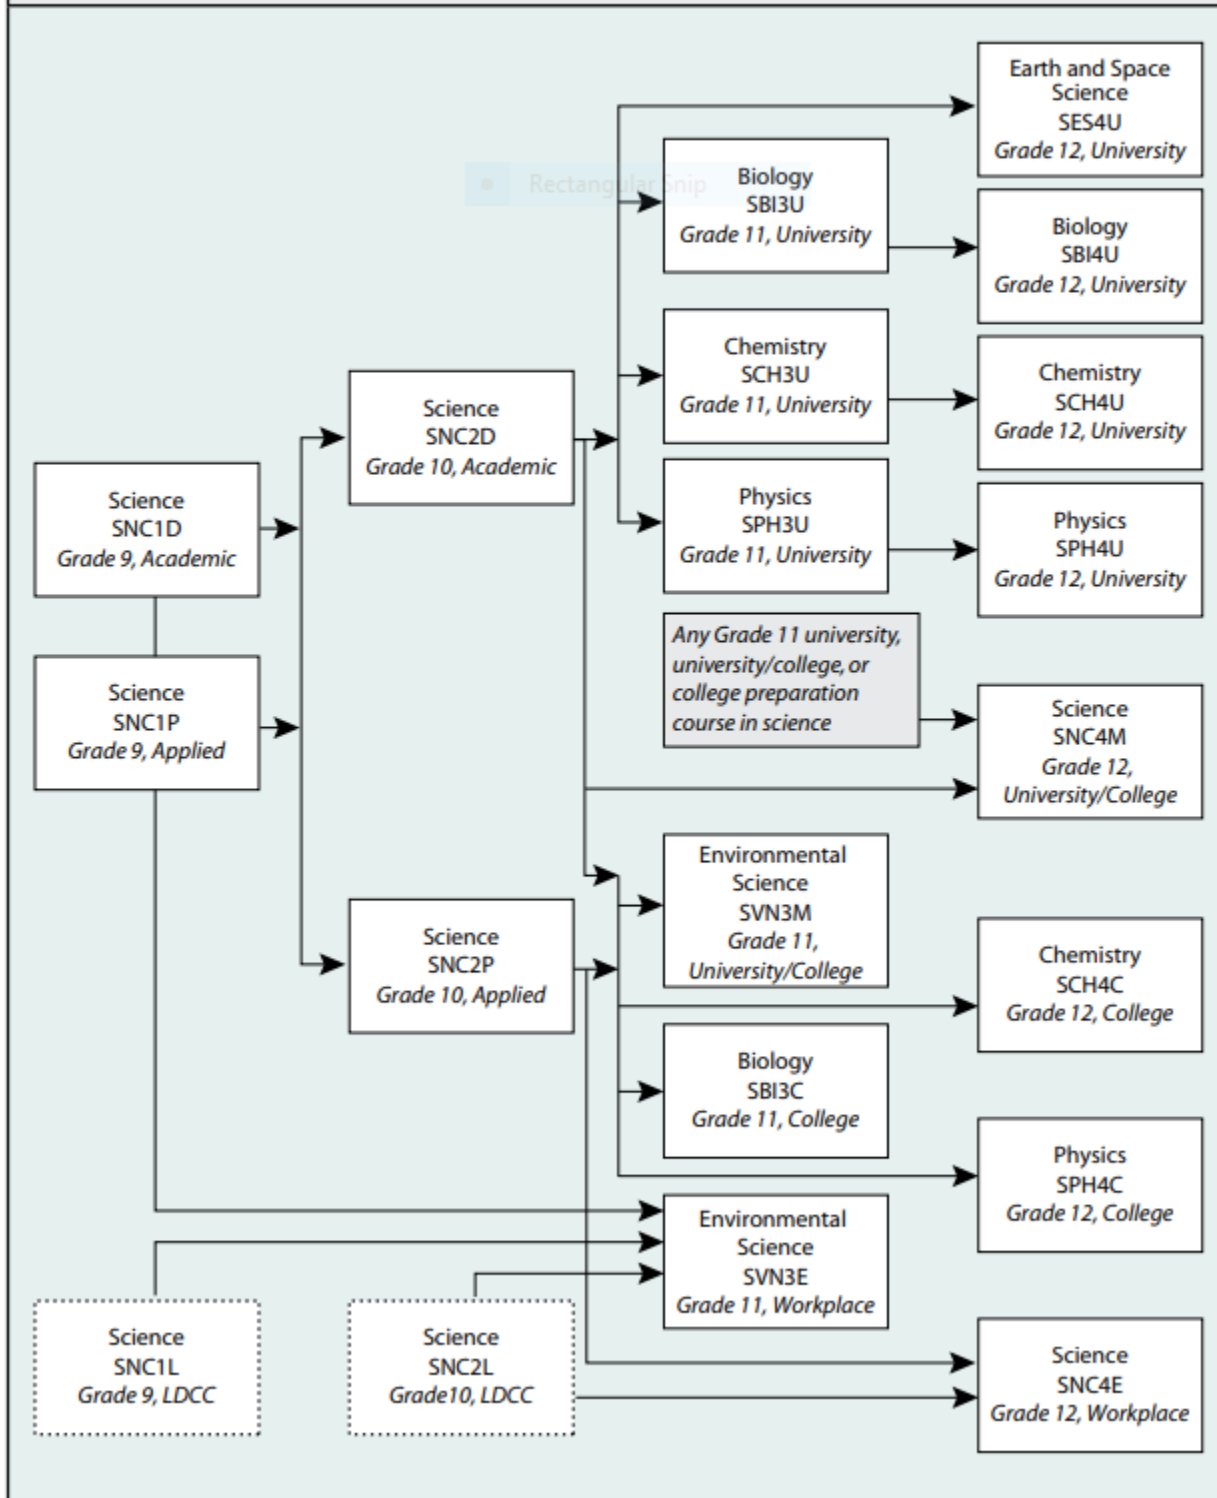 Earth and Space
Science
SES4U
Grade 12, University
Rectangular Snip
Biology
SBI3U
Grade 11, University
Biology
SBI4U
Grade 12, University
Chemistry
SCH3U
Grade 11, University
Chemistry
SCH4U
Grade 12, University
Science
SNC2D
Grade 10, Academic
Science
SNC1D
Grade 9, Academic
Physics
SPH3U
Grade 11, University
Physics
SPH4U
Grade 12, University
Any Grade 11 university,
university/college, or
college preparation
course in science
Science
SNC1P
Grade 9, Applied
Science
SNC4M
Grade 12,
University/College
Environmental
Science
SVN3M
Grade 11,
University/College
Science
SNC2P
Grade 10, Applied
Chemistry
SCH4C
Grade 12, College
Biology
SBI3C
Grade 11, College
Physics
SPH4C
Grade 12, College
Environmental
Science
SVN3E
Grade 11, Workplace
Science
SNC1L
Grade 9, LDCC
Science
SNC2L
Grade10, LDCC
Science
SNC4E
Grade 12, Workplace